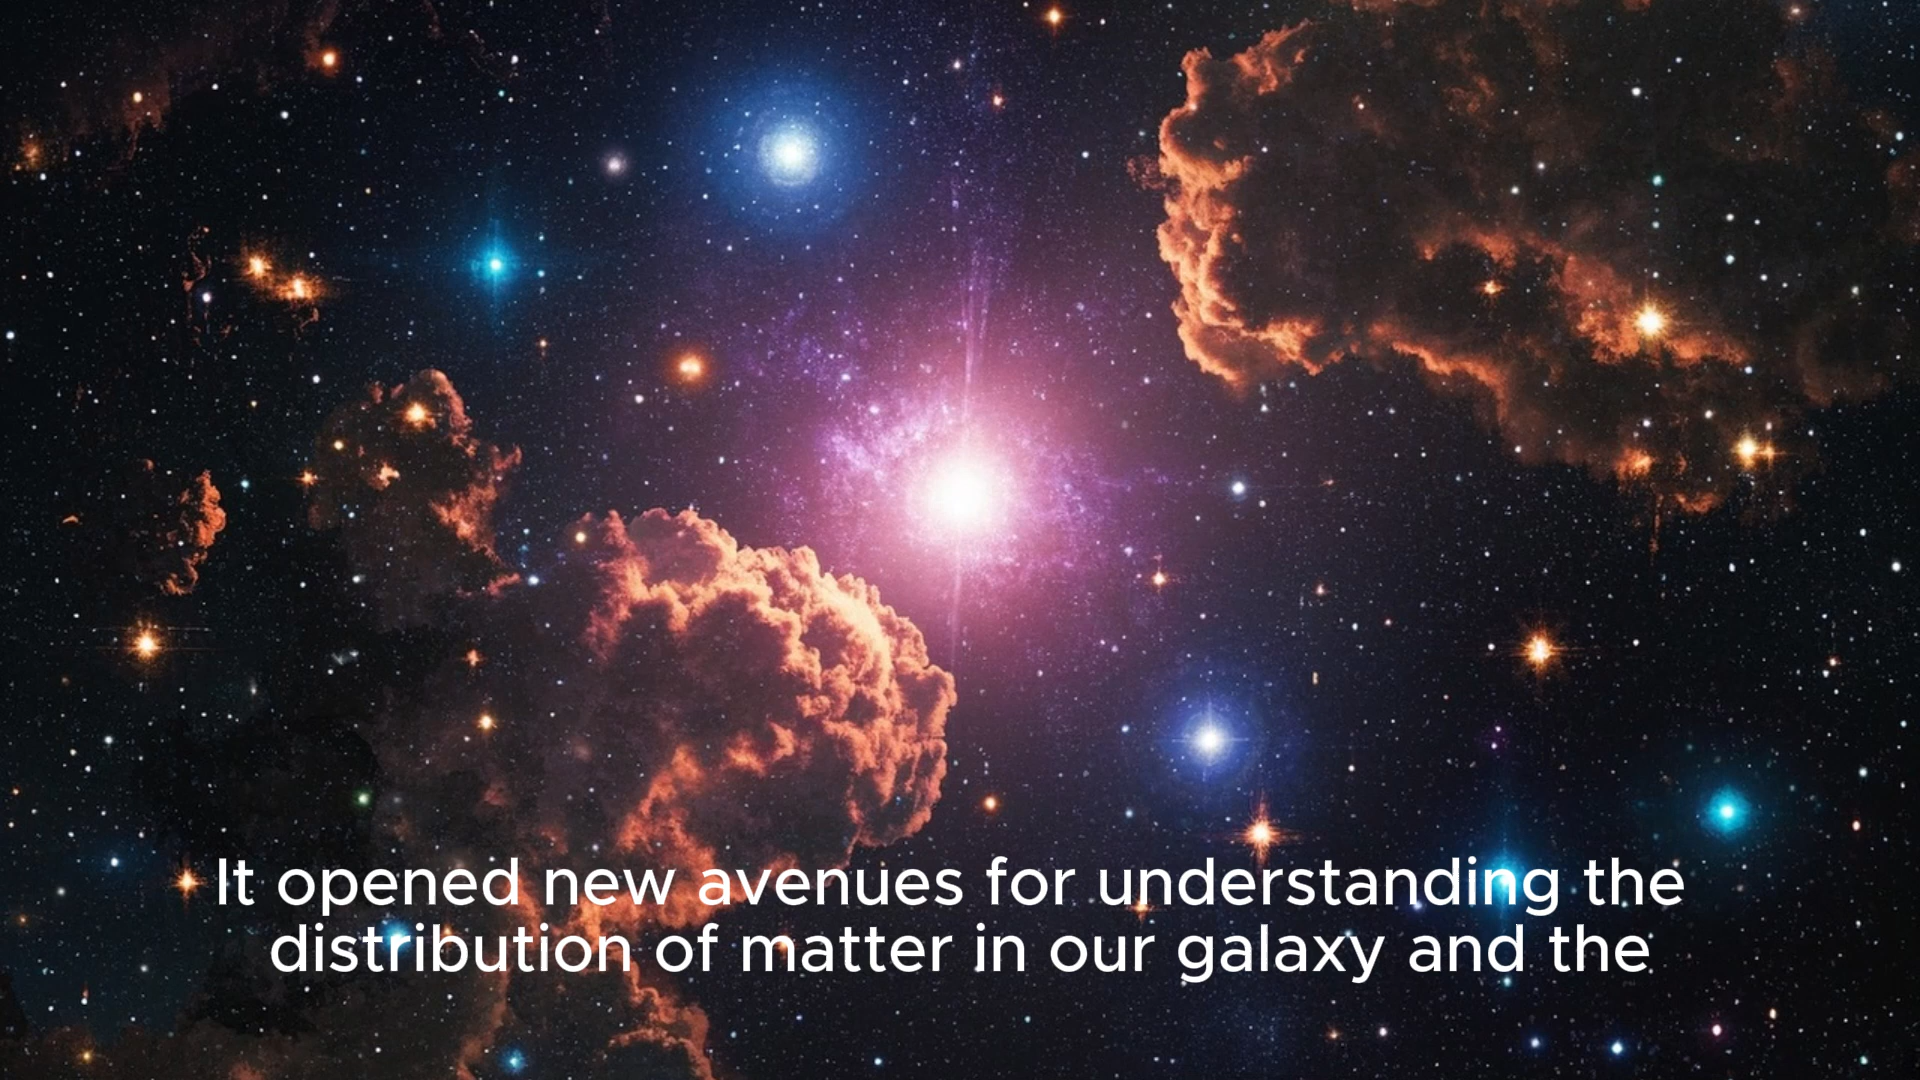 It opened new avenues for understanding the
distribution of matter in our galaxy and the